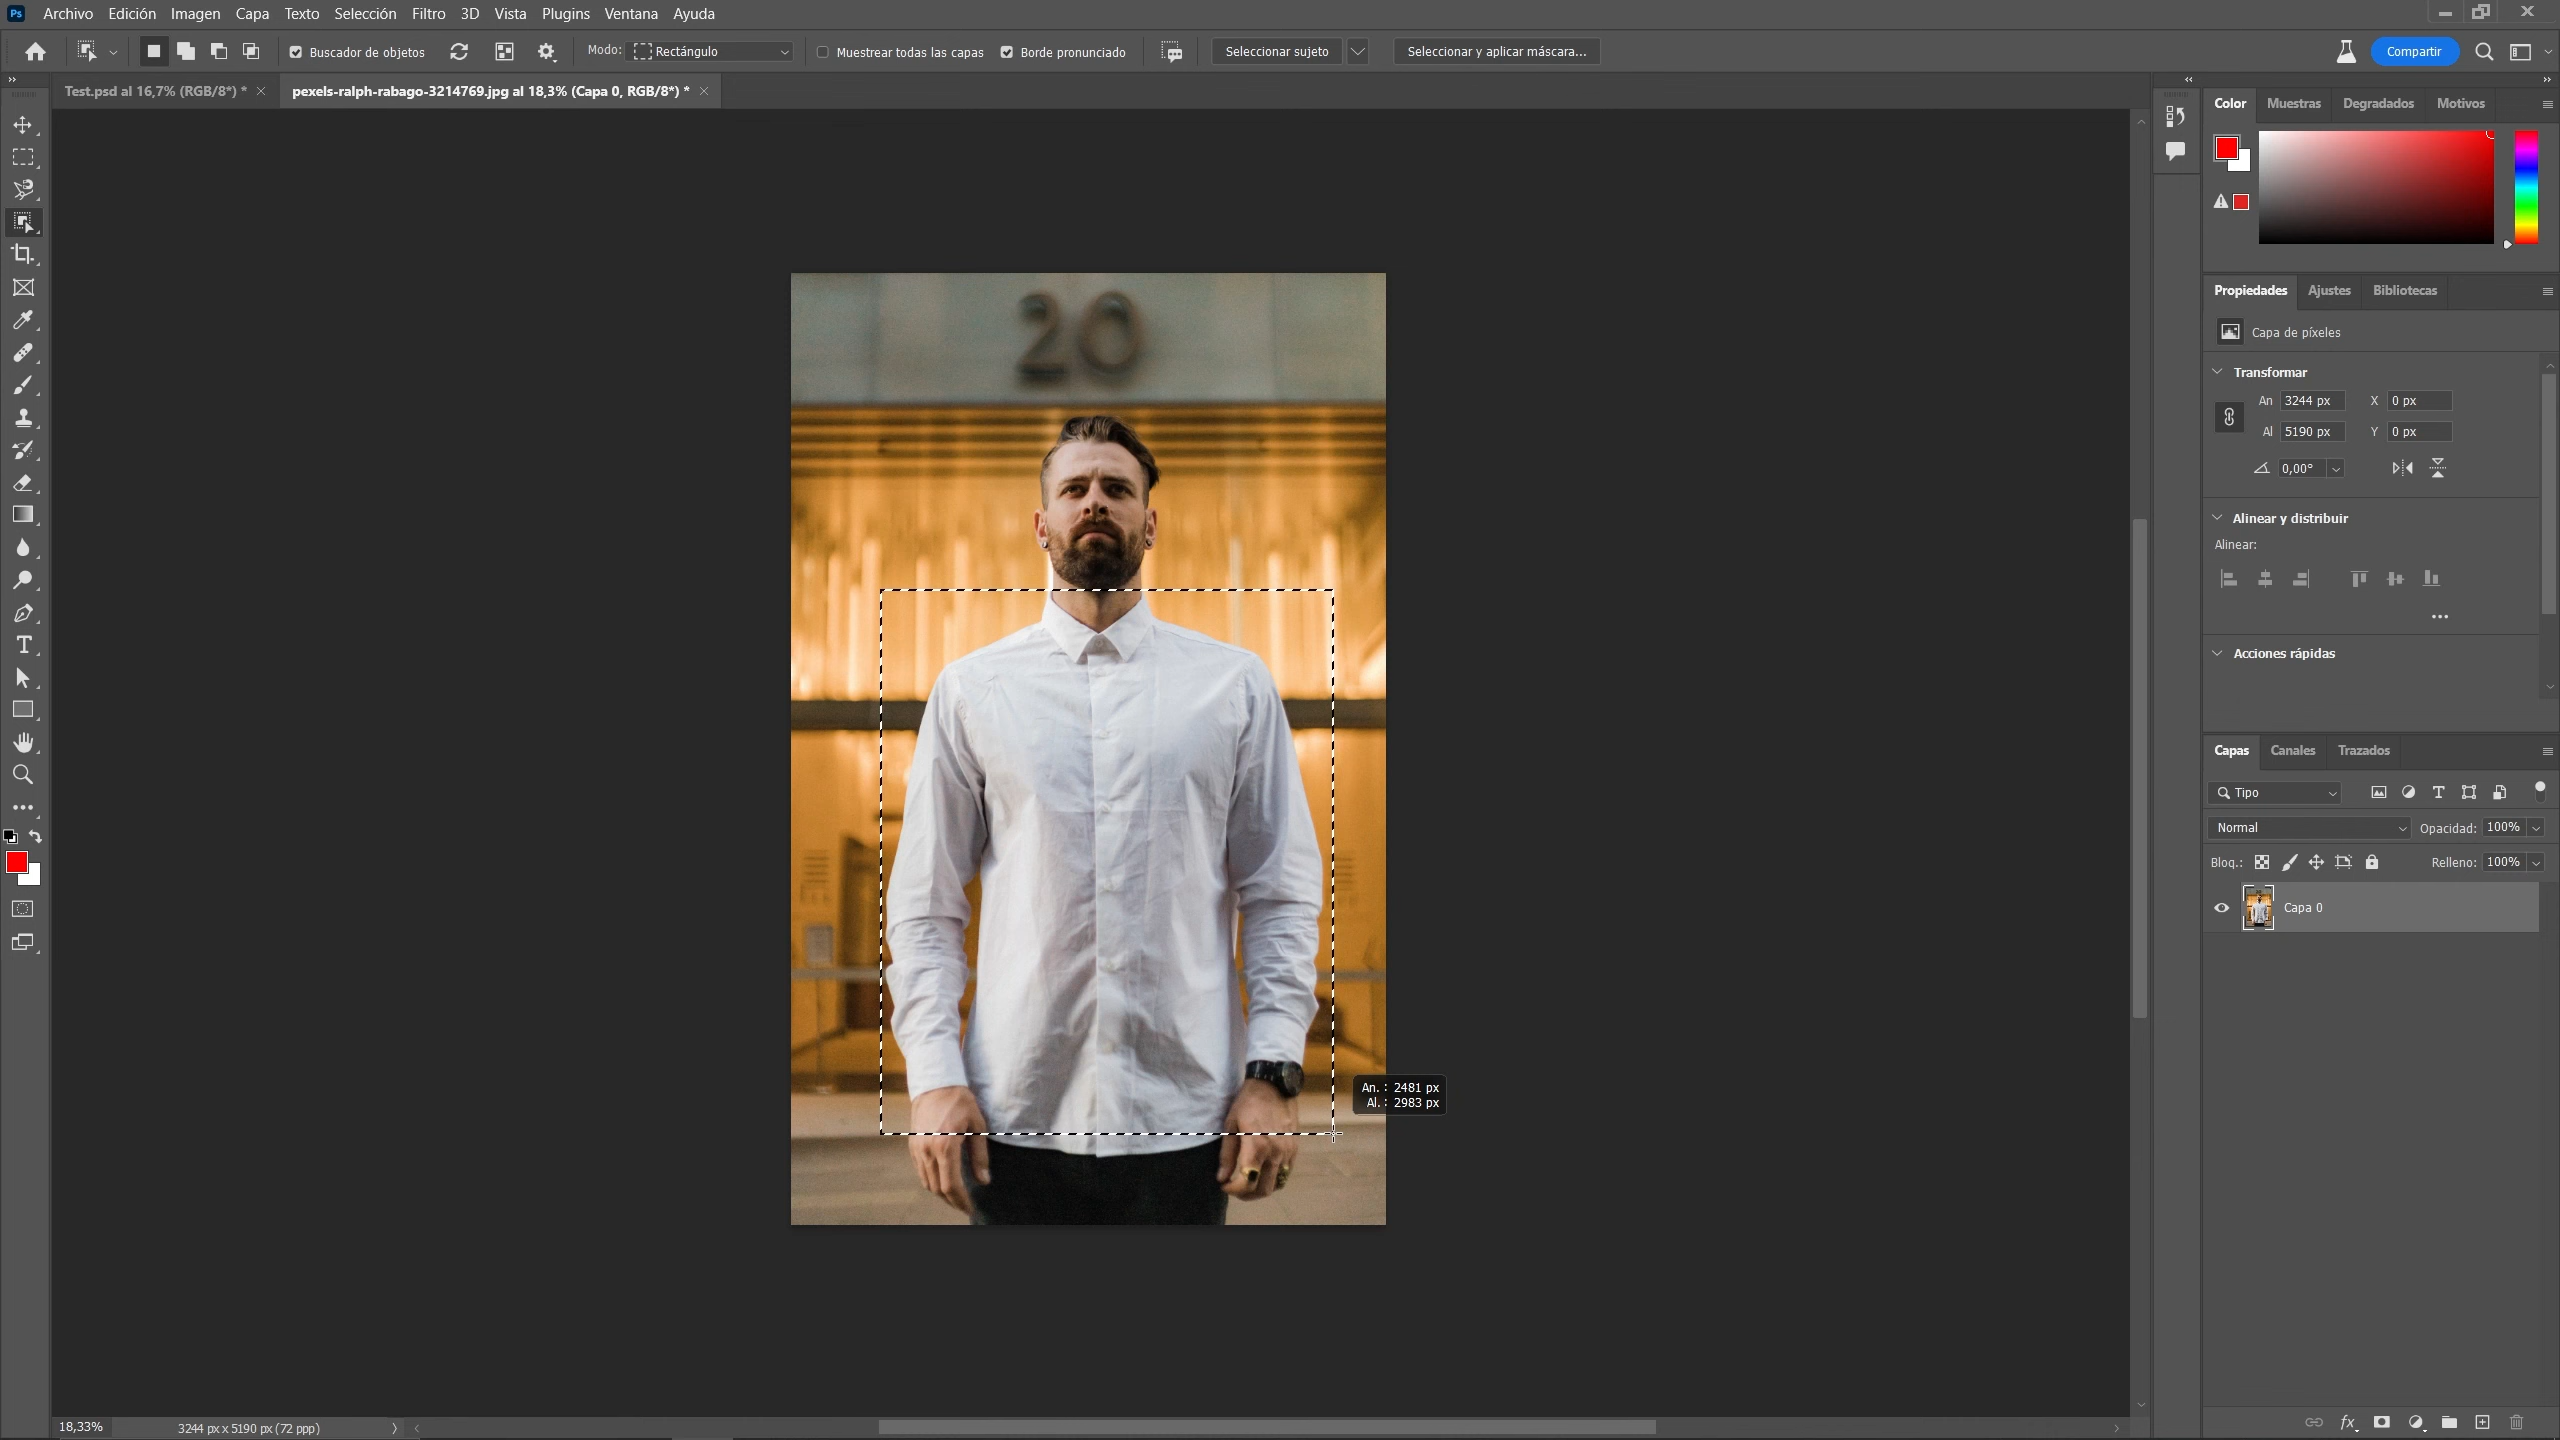 Ps Archivo Edición Imagen Capa Texto Selección Filtro 3D Vista Plugins Ventana Ayuda
Buscador de objetos Modo: Rectángulo Muestrear todas las capas Borde pronunciado Seleccionar sujeto Seleccionar y aplicar máscara... Compartir
Test.psd al 16,7% (RGB/8*) * pexels-ralph-rabago-3214769.jpg al 18,3% (Capa 0, RGB/8*) *
Color Muestras Degradados Motivos
Propiedades Ajustes Bibliotecas
Capa de píxeles
Transformar
An 3244 px X 0 px
Al 5190 px Y 0 px
0,00°
Alinear y distribuir
Alinear:
Acciones rápidas
20
An. : 2481 px
Al. : 2983 px
Capas Canales Trazados
Tipo
Normal Opacidad: 100%
Bloq.: Relleno: 100%
Capa 0
fx
18,33% 3244 px x 5190 px (72 ppp)